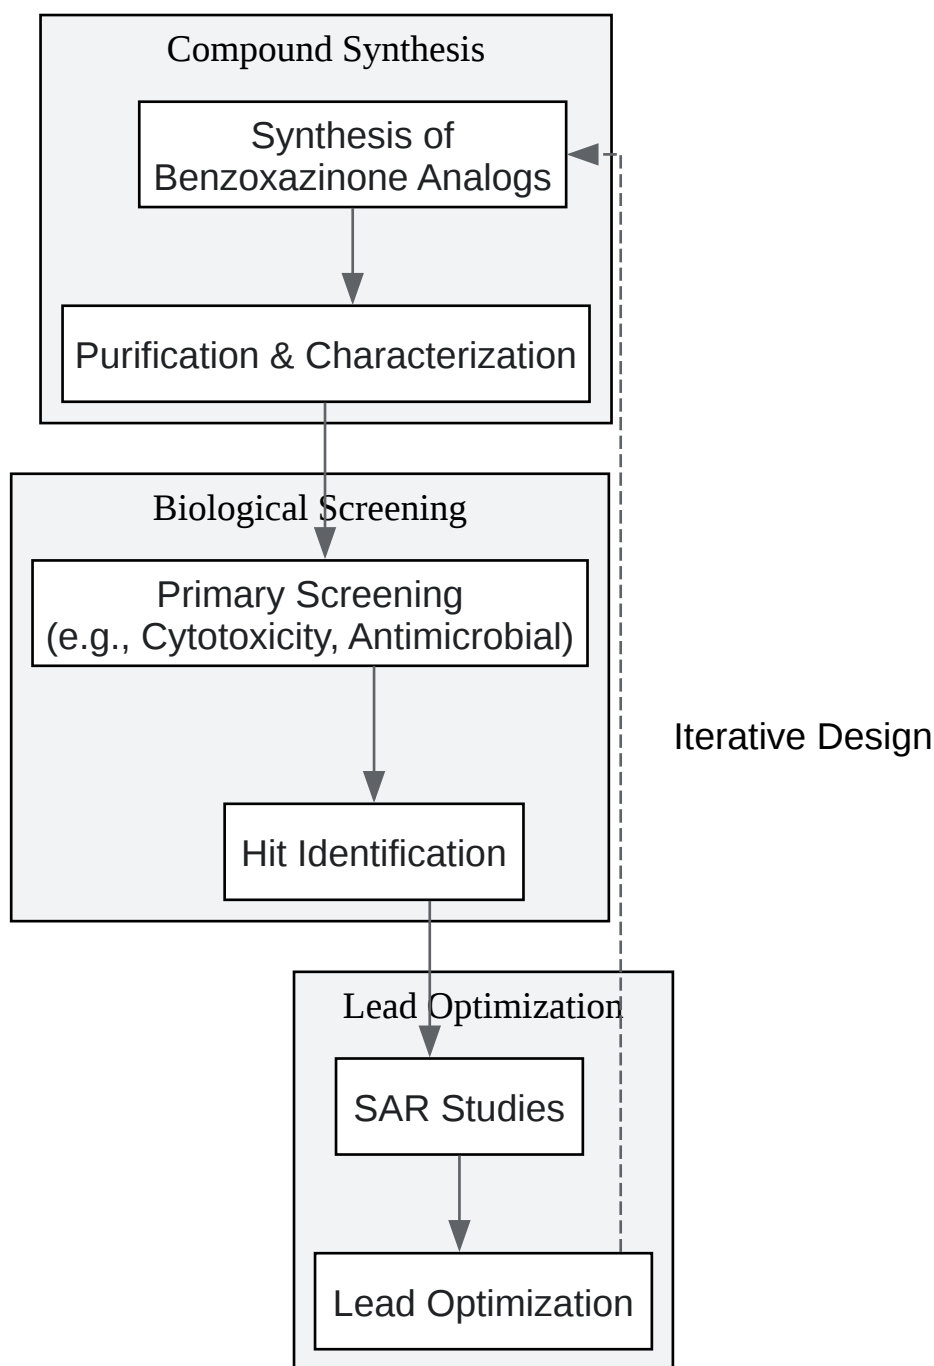 Compound Synthesis
Synthesis of
Benzoxazinone Analogs
Purification & Characterization
Biological Screening
Primary Screening
(e.g., Cytotoxicity, Antimicrobial)
Iterative Design
Hit Identification
Lead Optimization
SAR Studies
Lead Optimization